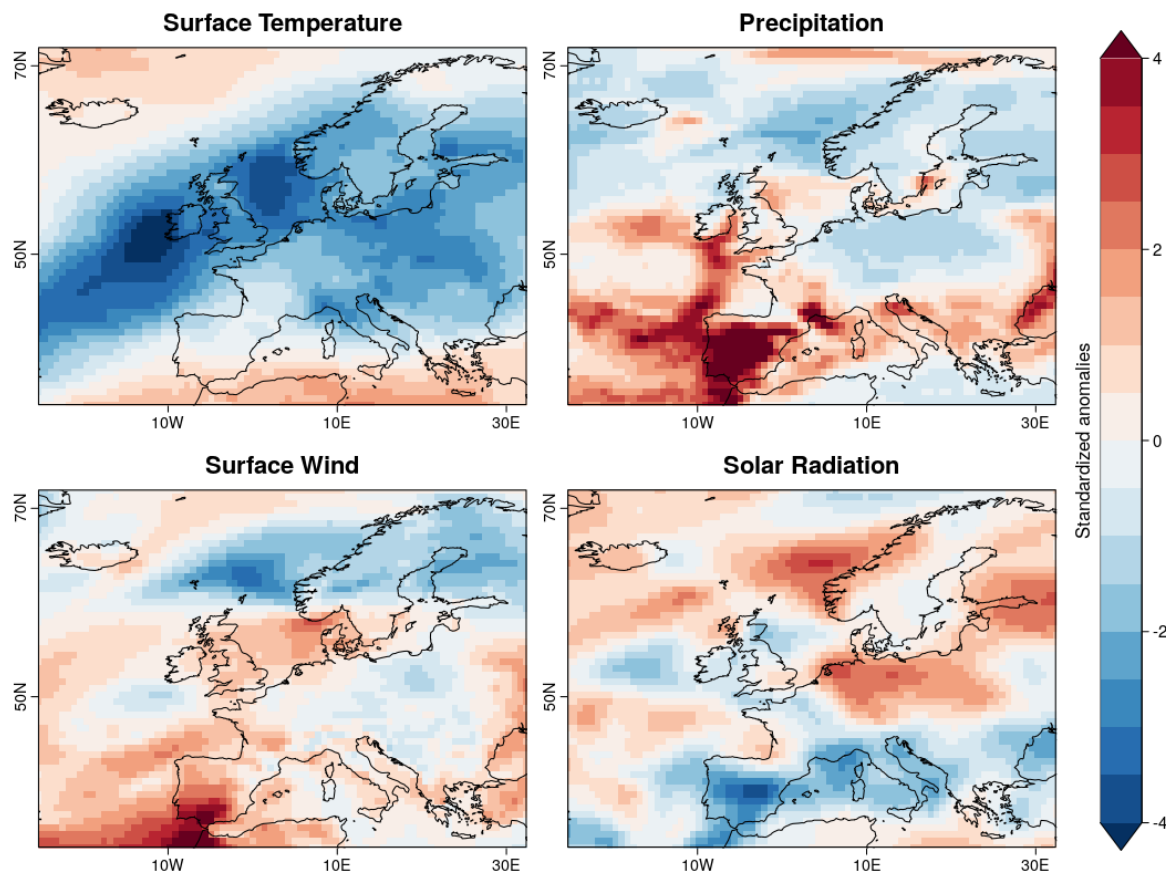 Surface Temperature
70N
50N
10W 10E 30E
Precipitation
70N
50N
10W 10E 30E
Surface Wind
70N
50N
10W 10E 30E
Solar Radiation
70N
50N
10W 10E 30E
Standardized anomalies
4
2
0
-2
-4